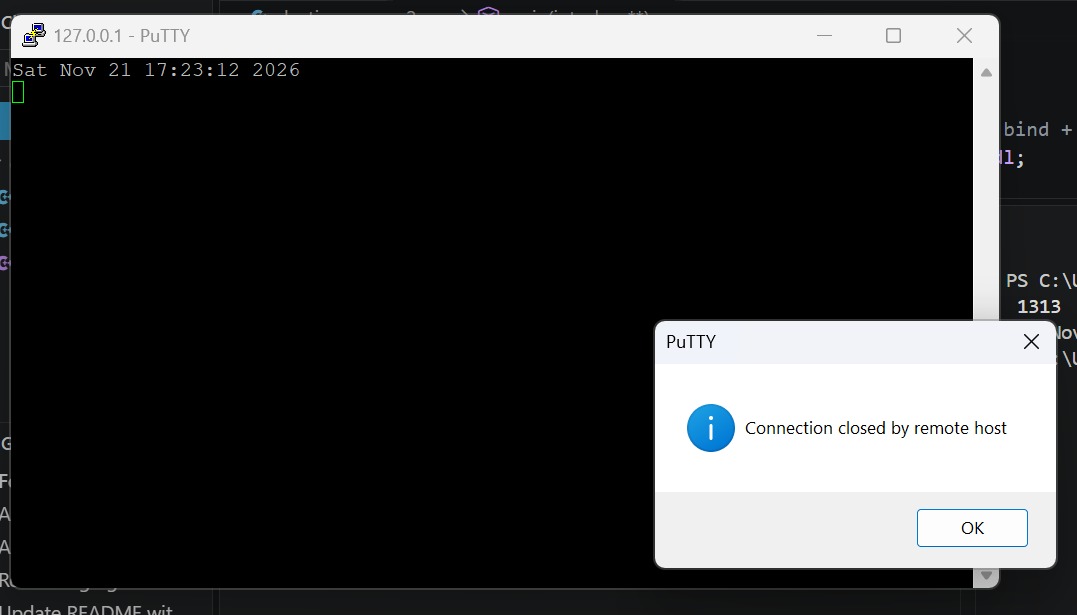 127.0.0.1 - PuTTY
Sat Nov 21 17:23:12 2026
bind +
;
PS C:\
1313
PuTTY
Connection closed by remote host
OK
Update README wit